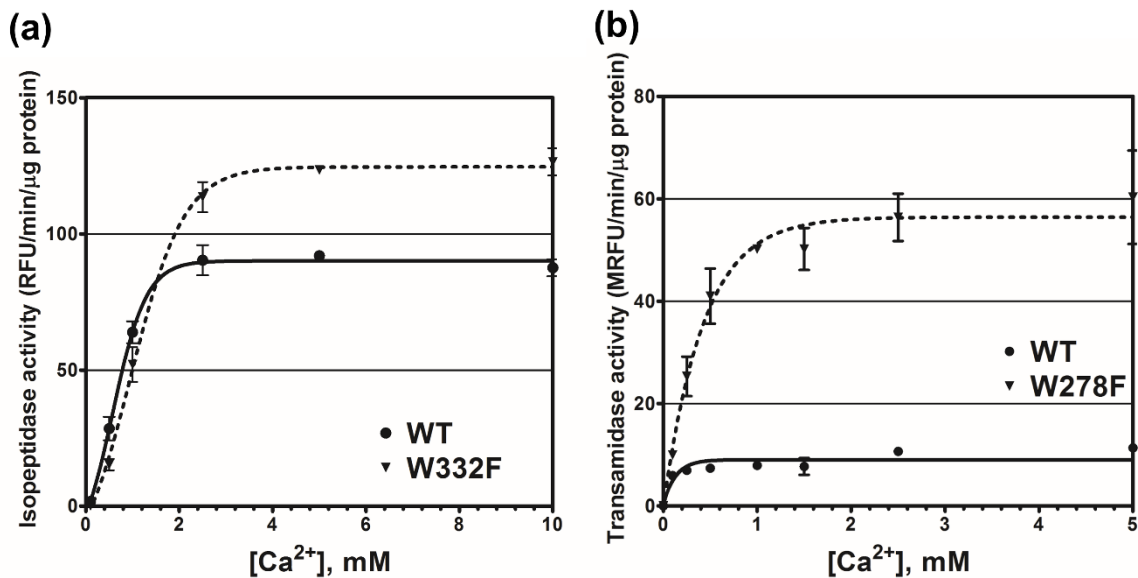 (a)
Isopeptidase activity (RFU/min/μg protein)
150
100
50
0
0 2 4 6 8 10
[Ca²⁺], mM
WT
W332F
(b)
Transamidase activity (MRFU/min/μg protein)
80
60
40
20
0
0 1 2 3 4 5
[Ca²⁺], mM
WT
W278F